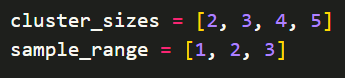 cluster_sizes = [2, 3, 4, 5]
sample_range = [1, 2, 3]